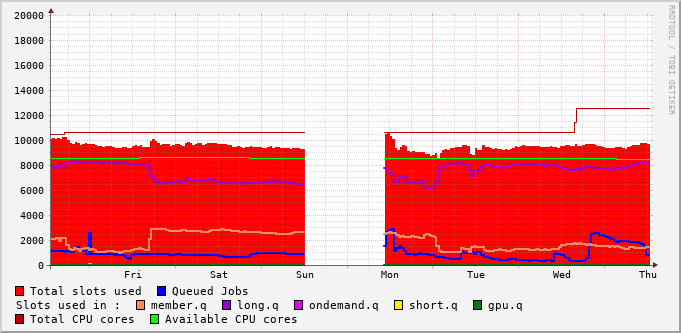 RRDTOOL / TOBI OETIKER
20000
18000
16000
14000
12000
10000
8000
6000
4000
2000
0
Fri Sat Sun Mon Tue Wed Thu
Total slots used Queued Jobs
Slots used in : member.q long.q ondemand.q short.q gpu.q
Total CPU cores Available CPU cores